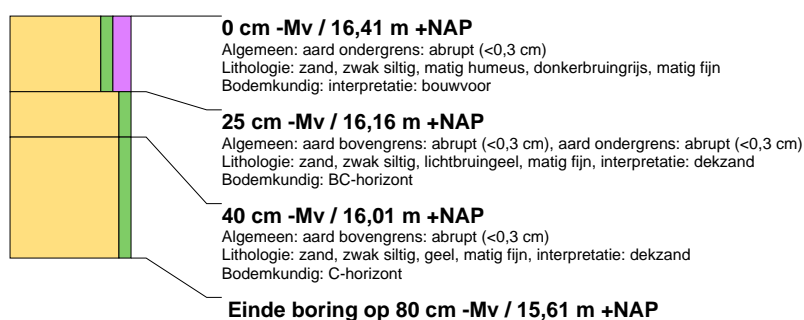 0 cm -Mv / 16,41 m +NAP
Algemeen: aard ondergrens: abrupt (<0,3 cm)
Lithologie: zand, zwak siltig, matig humeus, donkerbruingrijs, matig fijn
Bodemkundig: interpretatie: bouwvoor
25 cm -Mv / 16,16 m +NAP
Algemeen: aard bovengrens: abrupt (<0,3 cm), aard ondergrens: abrupt (<0,3 cm)
Lithologie: zand, zwak siltig, lichtbruingeel, matig fijn, interpretatie: dekzand
Bodemkundig: BC-horizont
40 cm -Mv / 16,01 m +NAP
Algemeen: aard bovengrens: abrupt (<0,3 cm)
Lithologie: zand, zwak siltig, geel, matig fijn, interpretatie: dekzand
Bodemkundig: C-horizont
Einde boring op 80 cm -Mv / 15,61 m +NAP